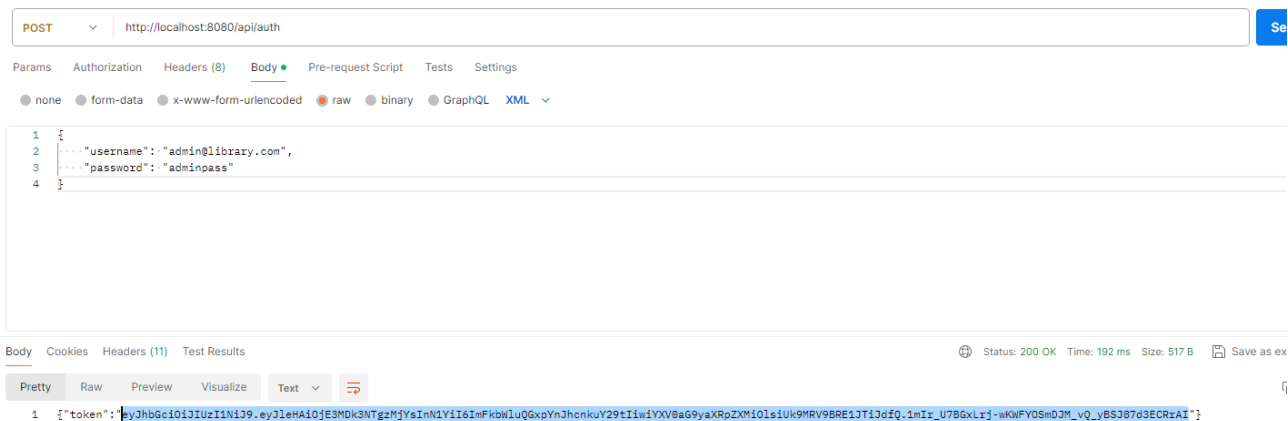 POST http://localhost:8080/api/auth Se
Params Authorization Headers (8) Body Pre-request Script Tests Settings
none form-data x-www-form-urlencoded raw binary GraphQL XML
1 {
2 "username": "admin@library.com",
3 "password": "adminpass"
4 }
Body Cookies Headers (11) Test Results Status: 200 OK Time: 192 ms Size: 517 B Save as ex
Pretty Raw Preview Visualize Text
1 {"token":"eyJhbGciOiJIUzI1NiJ9.eyJleHAiOjE3MDk3NTgzMjYsInN1YiI6ImFkbWluQGxpYnJhcnkuY29tIiwiYXV0aG9yaXRpZXMiOlsiUk9MRV9BRE1JTiJdfQ.1mIr_U7BGxLrj-wKWFYOSmDJM_vQ_yBSJ87d3ECRrAI"}